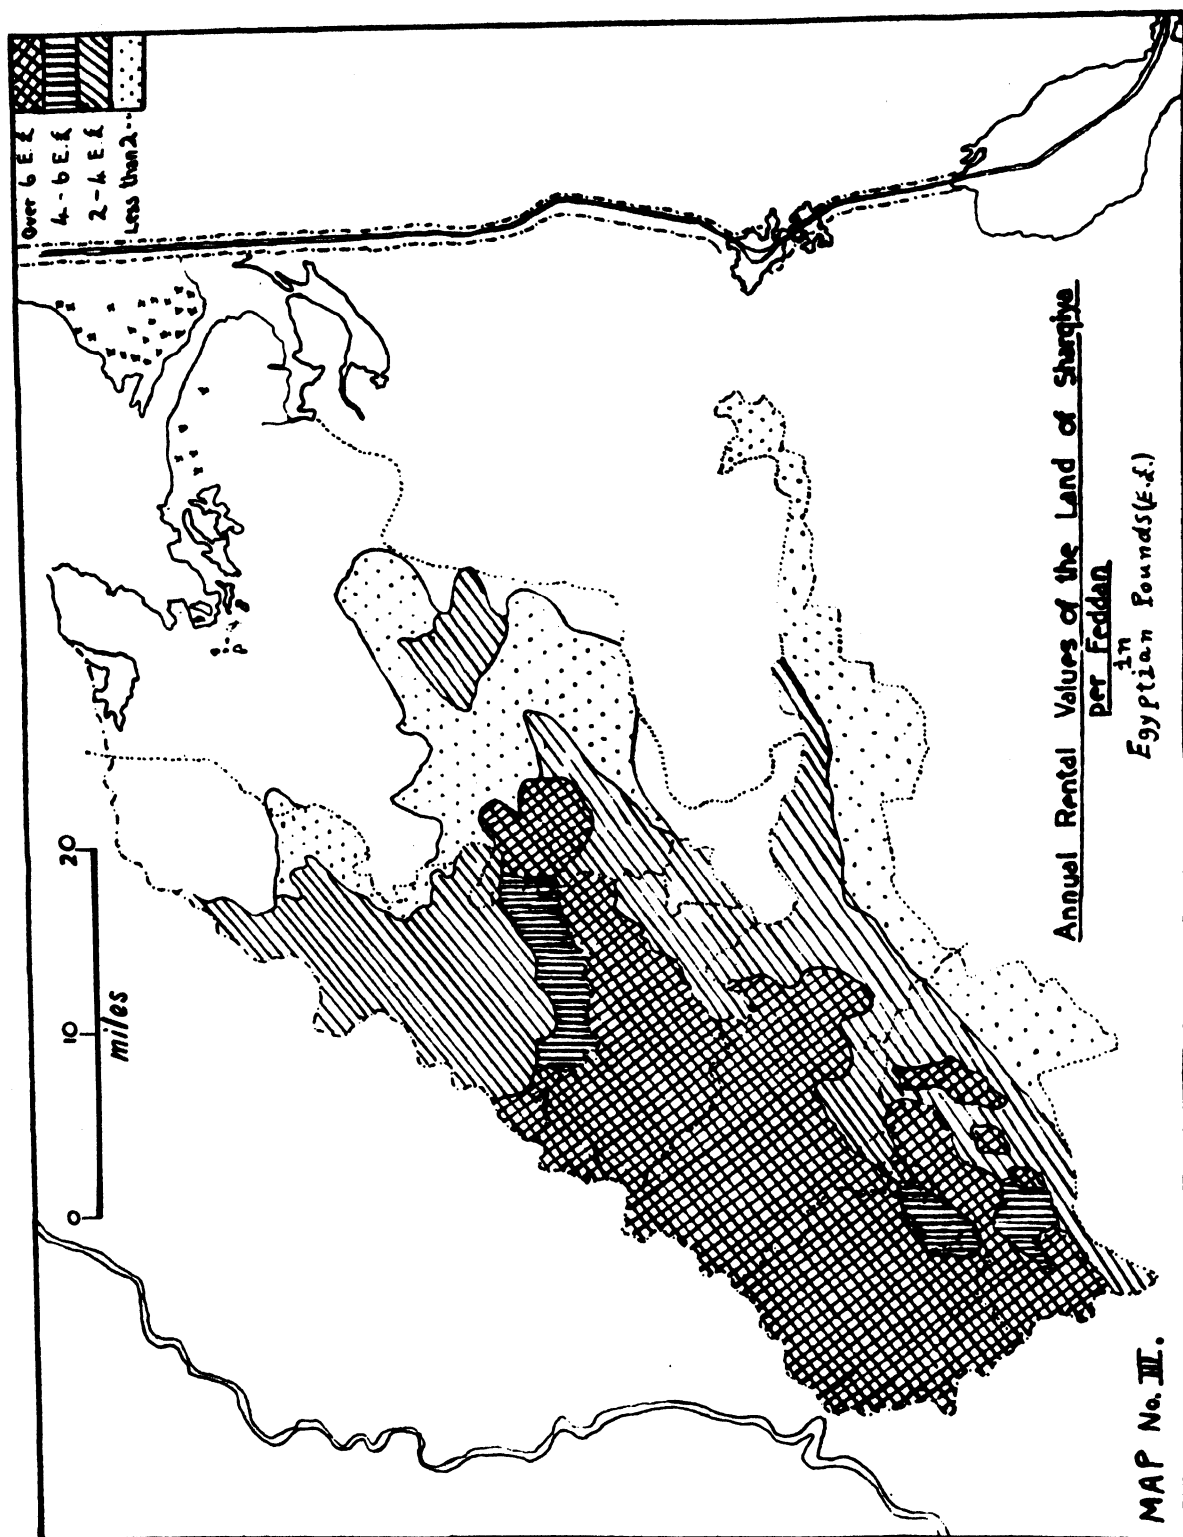 Over 6 E.£
4-6 E.£
2-4 E.£
Less than 2 "
20
10
0
miles
Annual Rental Values of the Land of Sharqiya
per Feddan
in
Egyptian Pounds (E.£.)
MAP No. III.